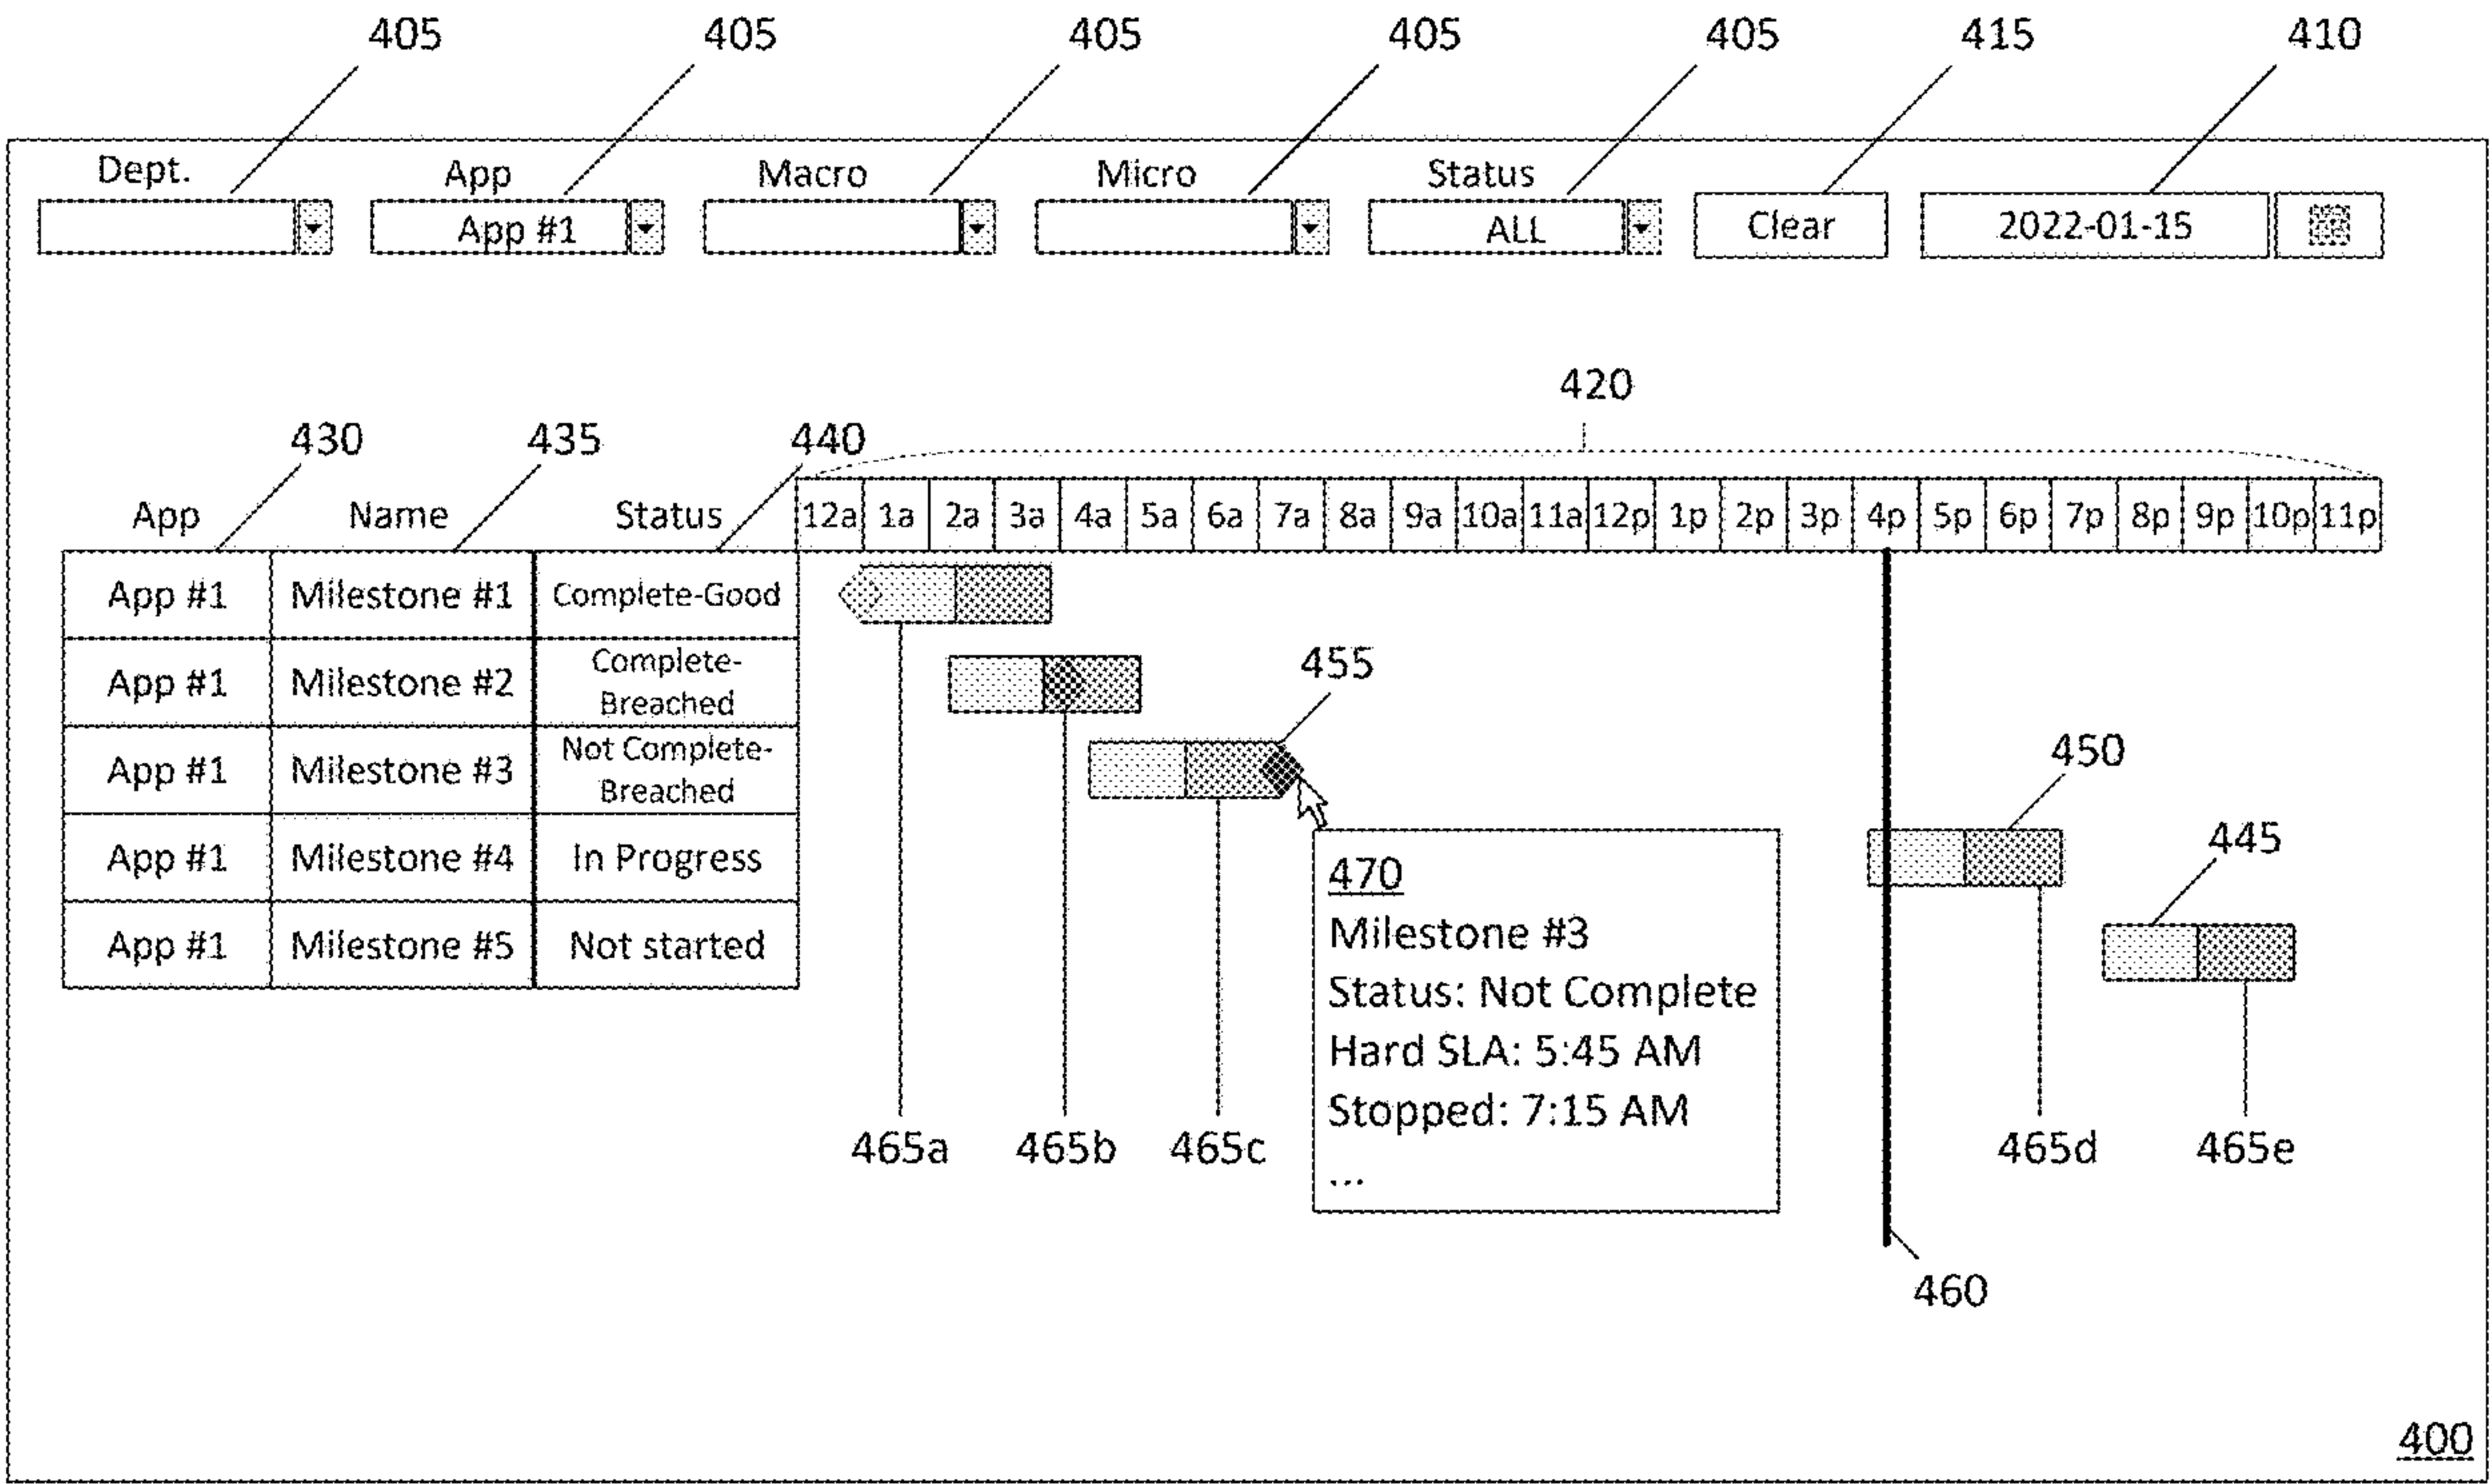 405 405 405 405 405 415 410
Dept. App Macro Micro Status
App #1 ALL Clear 2022-01-15
420
430 435 440
App Name Status 12a 1a 2a 3a 4a 5a 6a 7a 8a 9a 10a 11a 12p 1p 2p 3p 4p 5p 6p 7p 8p 9p 10p 11p
App #1 Milestone #1 Complete-Good
App #1 Milestone #2 Complete-
Breached
455
App #1 Milestone #3 Not Complete-
Breached
450
App #1 Milestone #4 In Progress
445
App #1 Milestone #5 Not started
470
Milestone #3
Status: Not Complete
Hard SLA: 5:45 AM
Stopped: 7:15 AM
...
465a 465b 465c 465d 465e
460
400